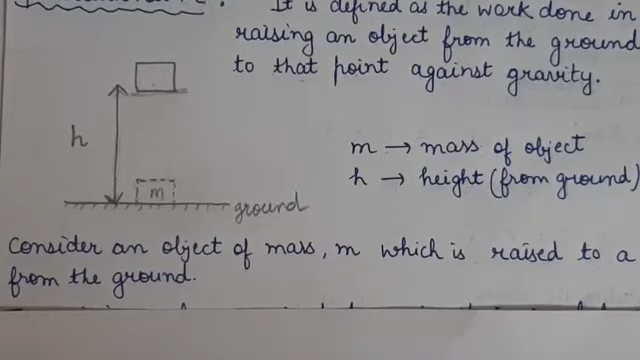 It is defined as the work done in
raising an object from the ground
to that point against gravity.
h
m → mass of object
h → height (from ground)
m
ground
Consider an object of mass, m which is raised to a
from the ground.